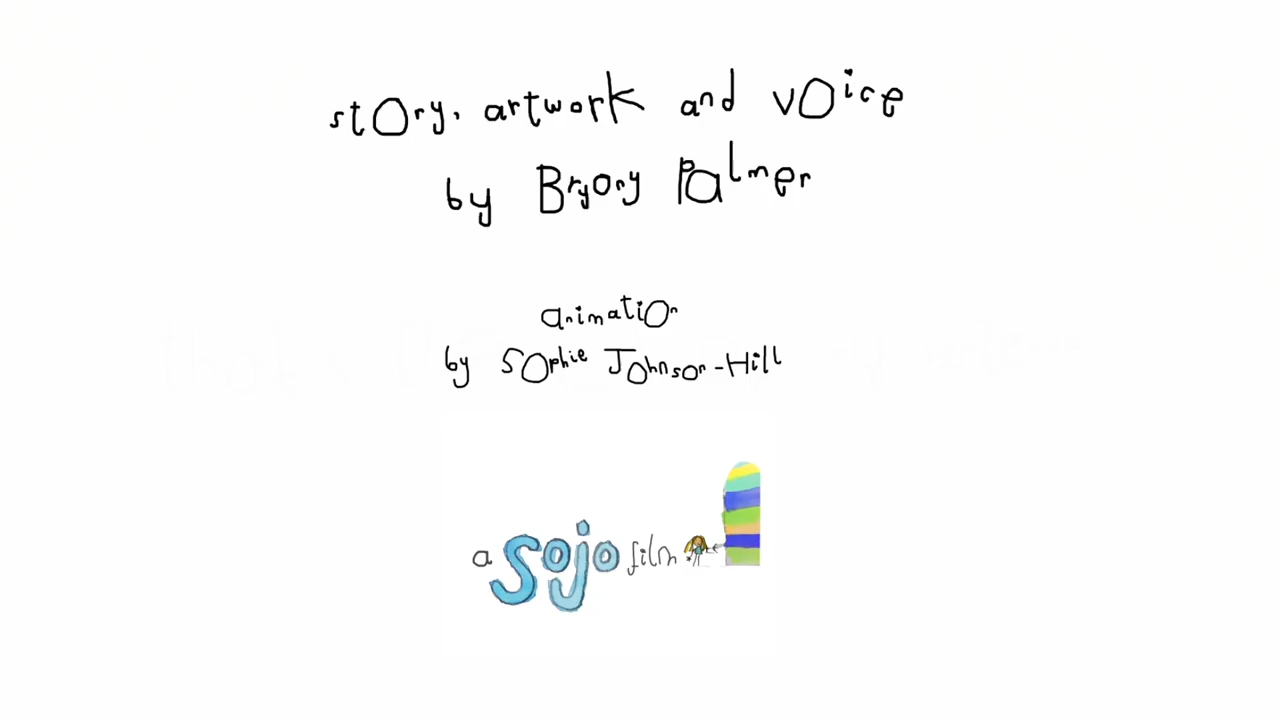 story, artwork and voice
by Bryony Palmer
animation
by Sophie Johnson-Hill
a sojo film